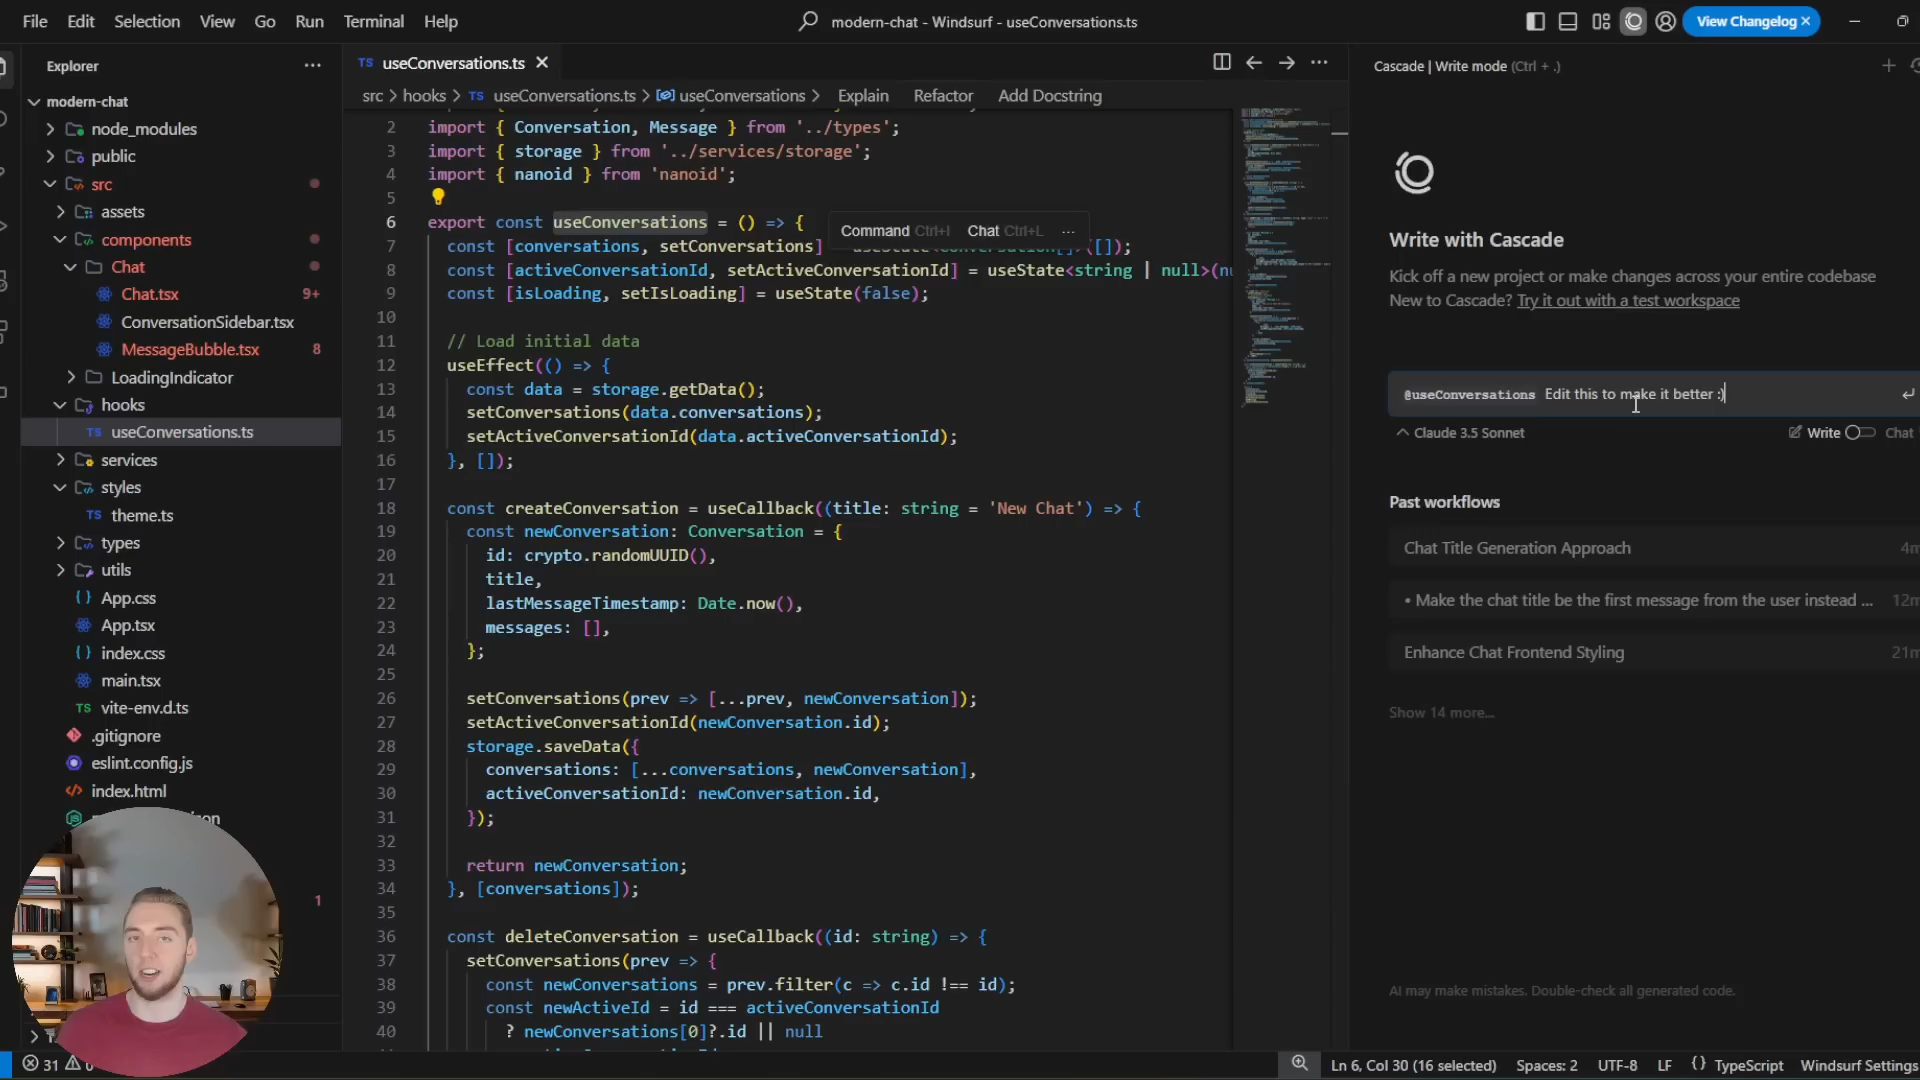 File Edit Selection View Go Run Terminal Help
modern-chat - Windsurf - useConversations.ts
View Changelog ×
Explorer
modern-chat
node_modules
public
src
assets
components
Chat
Chat.tsx 9+
ConversationSidebar.tsx
MessageBubble.tsx 8
LoadingIndicator
hooks
TS useConversations.ts
services
styles
TS theme.ts
types
utils
{} App.css
App.tsx
{} index.css
main.tsx
TS vite-env.d.ts
.gitignore
eslint.config.js
index.html
1
TS useConversations.ts
src > hooks > TS useConversations.ts > useConversations > Explain Refactor Add Docstring
2 import { Conversation, Message } from '../types';
3 import { storage } from '../services/storage';
4 import { nanoid } from 'nanoid';
5
6 export const useConversations = () => {
Command Ctrl+I Chat Ctrl+L ...
7 const [conversations, setConversations] = useState<Conversation[]>([]);
8 const [activeConversationId, setActiveConversationId] = useState<string | null>(nu
9 const [isLoading, setIsLoading] = useState(false);
10
11 // Load initial data
12 useEffect(() => {
13 const data = storage.getData();
14 setConversations(data.conversations);
15 setActiveConversationId(data.activeConversationId);
16 }, []);
17
18 const createConversation = useCallback((title: string = 'New Chat') => {
19 const newConversation: Conversation = {
20 id: crypto.randomUUID(),
21 title,
22 lastMessageTimestamp: Date.now(),
23 messages: [],
24 };
25
26 setConversations(prev => [...prev, newConversation]);
27 setActiveConversationId(newConversation.id);
28 storage.saveData({
29 conversations: [...conversations, newConversation],
30 activeConversationId: newConversation.id,
31 });
32
33 return newConversation;
34 }, [conversations]);
35
36 const deleteConversation = useCallback((id: string) => {
37 setConversations(prev => {
38 const newConversations = prev.filter(c => c.id !== id);
39 const newActiveId = id === activeConversationId
40 ? newConversations[0]?.id || null
Cascade | Write mode (Ctrl + .)
Write with Cascade
Kick off a new project or make changes across your entire codebase
New to Cascade? Try it out with a test workspace
@useConversations Edit this to make it better :)
Claude 3.5 Sonnet Write Chat
Past workflows
Chat Title Generation Approach 4m
• Make the chat title be the first message from the user instead ... 12m
Enhance Chat Frontend Styling 21m
Show 14 more...
AI may make mistakes. Double-check all generated code.
31
Ln 6, Col 30 (16 selected) Spaces: 2 UTF-8 LF {} TypeScript Windsurf Settings